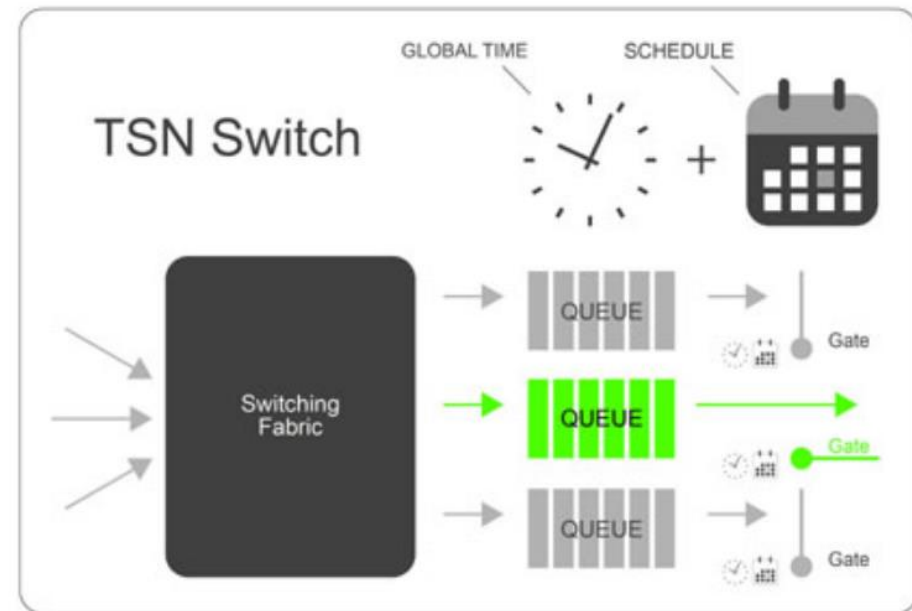 GLOBAL TIME
SCHEDULE
TSN Switch
+
Switching
Fabric
QUEUE
Gate
QUEUE
Gate
QUEUE
Gate